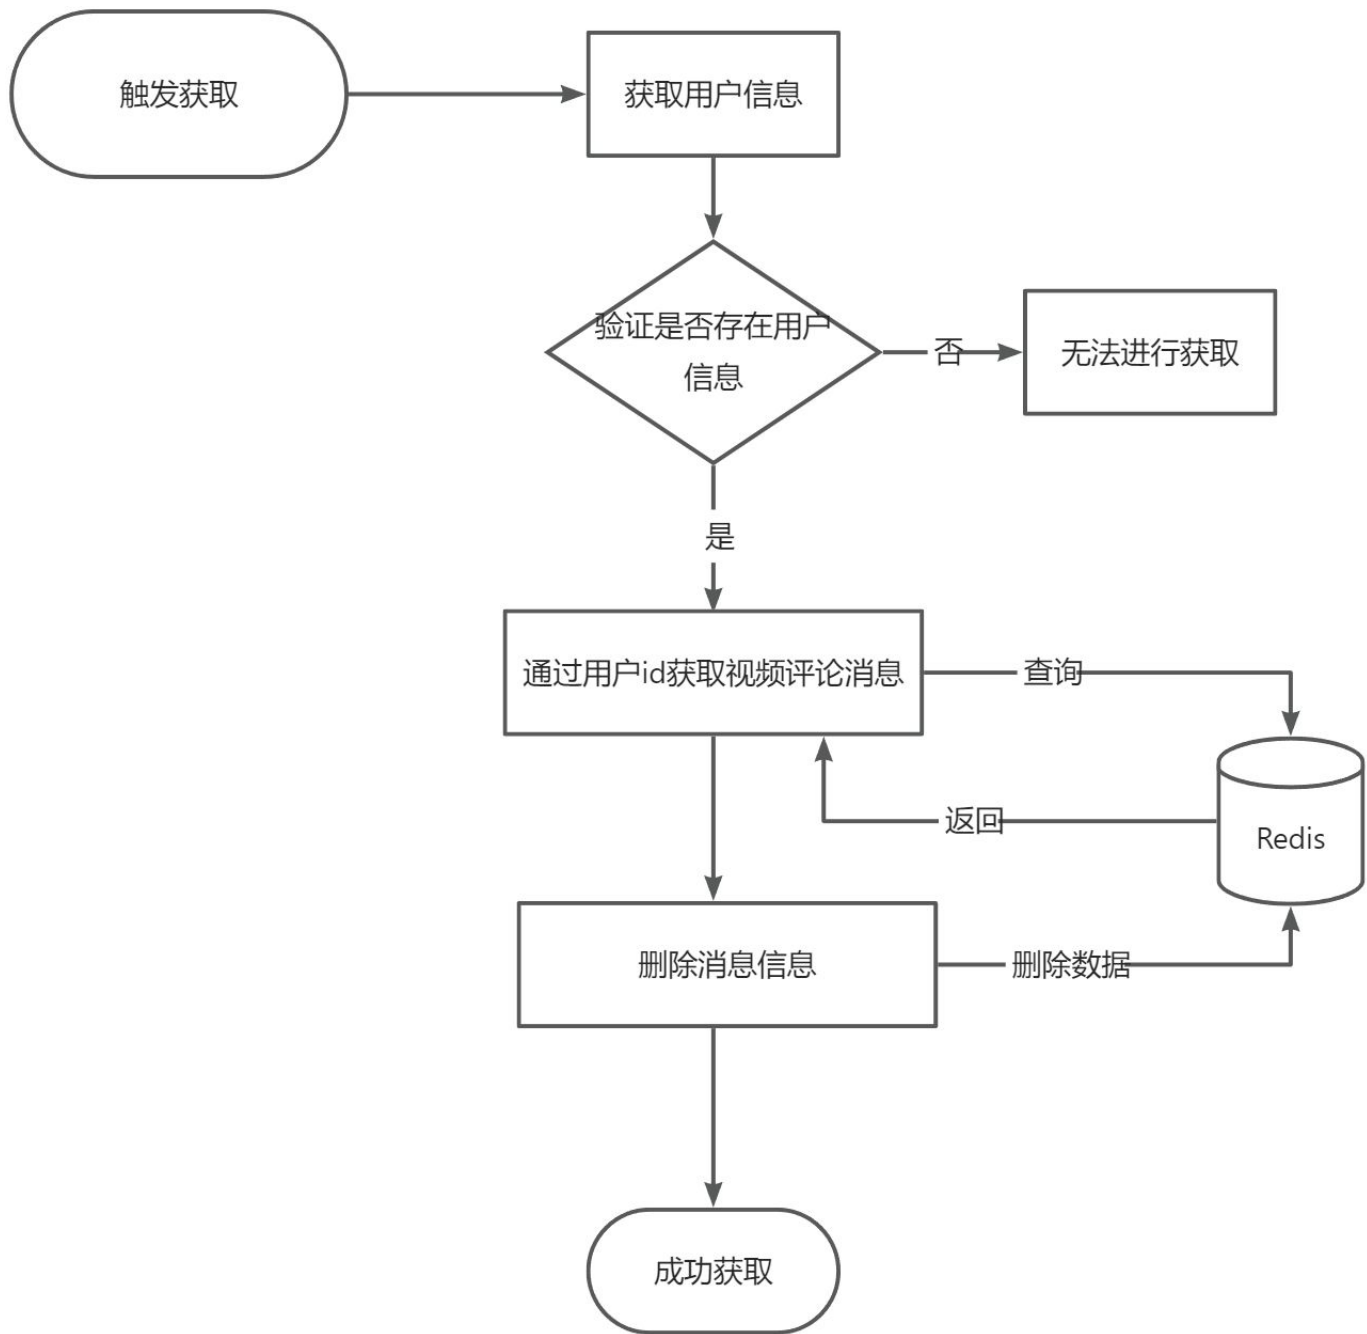 触发获取
获取用户信息
验证是否存在用户
信息
否
无法进行获取
是
通过用户id获取视频评论消息
查询
返回
Redis
删除消息信息
删除数据
成功获取